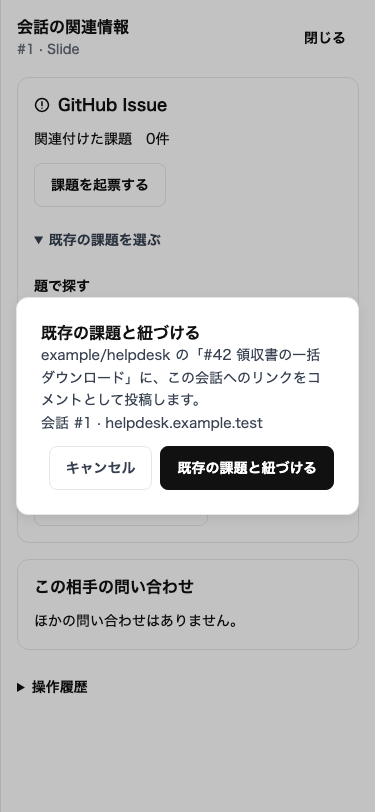 会話の関連情報
#1 · Slide
閉じる
GitHub Issue
関連付けた課題 0件
課題を起票する
▼ 既存の課題を選ぶ
題で探す
既存の課題と紐づける
example/helpdesk の「#42 領収書の一括
ダウンロード」に、この会話へのリンクをコ
メントとして投稿します。
会話 #1 · helpdesk.example.test
キャンセル
既存の課題と紐づける
この相手の問い合わせ
ほかの問い合わせはありません。
▶ 操作履歴